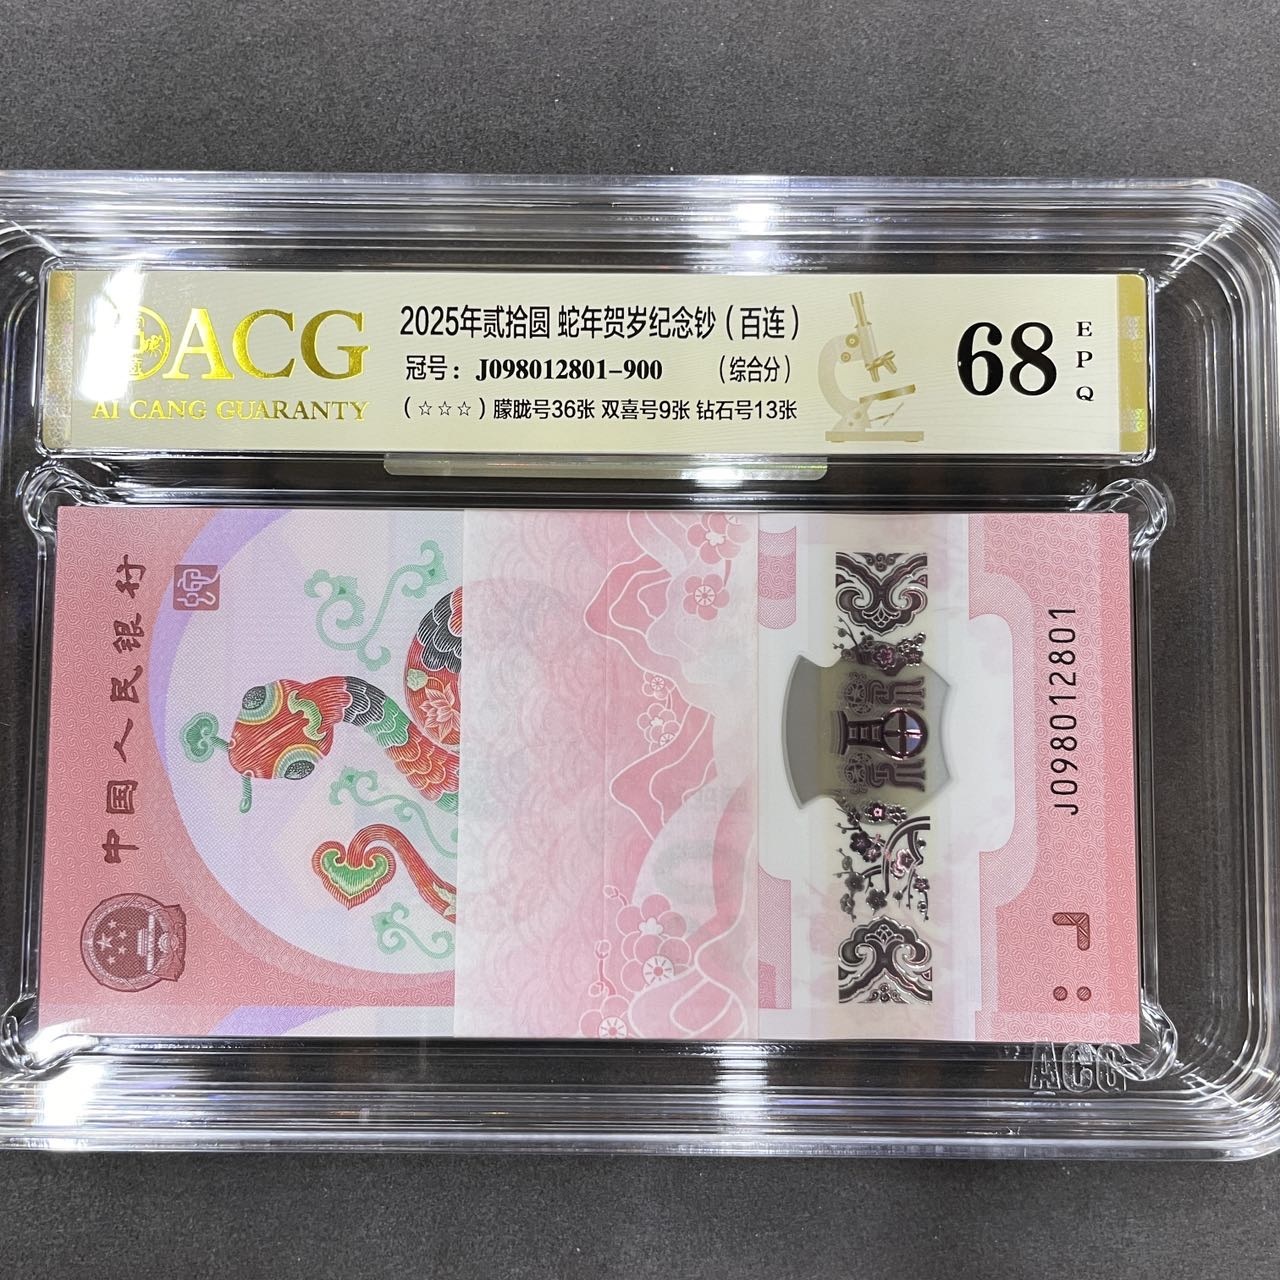 ACG
AI CANG GUARANTY
2025年贰拾圆 蛇年贺岁纪念钞（百连）
冠号：J098012801-900 （综合分）
（☆☆☆）朦胧号36张 双喜号9张 钻石号13张
68
EPQ
中国人民银行
J098012801
ACG